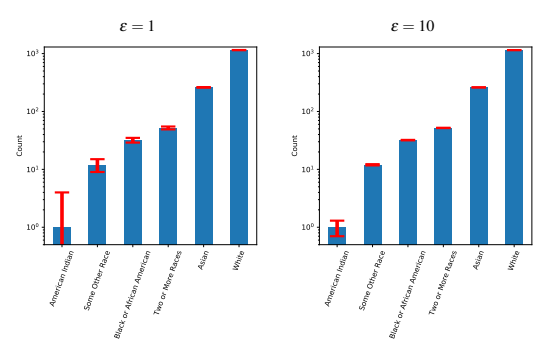 ε = 1
10³
10²
10¹
10⁰
Count
American Indian
Some Other Race
Black or African American
Two or More Races
Asian
White
ε = 10
10³
10²
10¹
10⁰
Count
American Indian
Some Other Race
Black or African American
Two or More Races
Asian
White